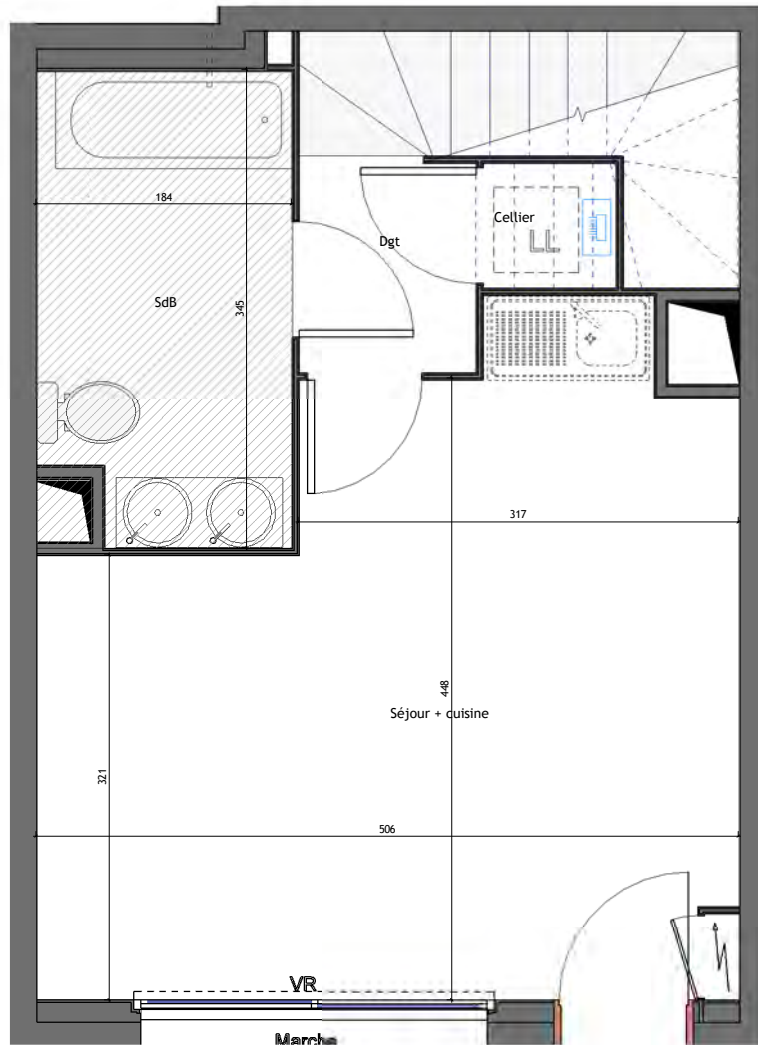 184
Cellier
LL
Dgt
SdB
345
317
448
Séjour + cuisine
321
506
VR
Marche